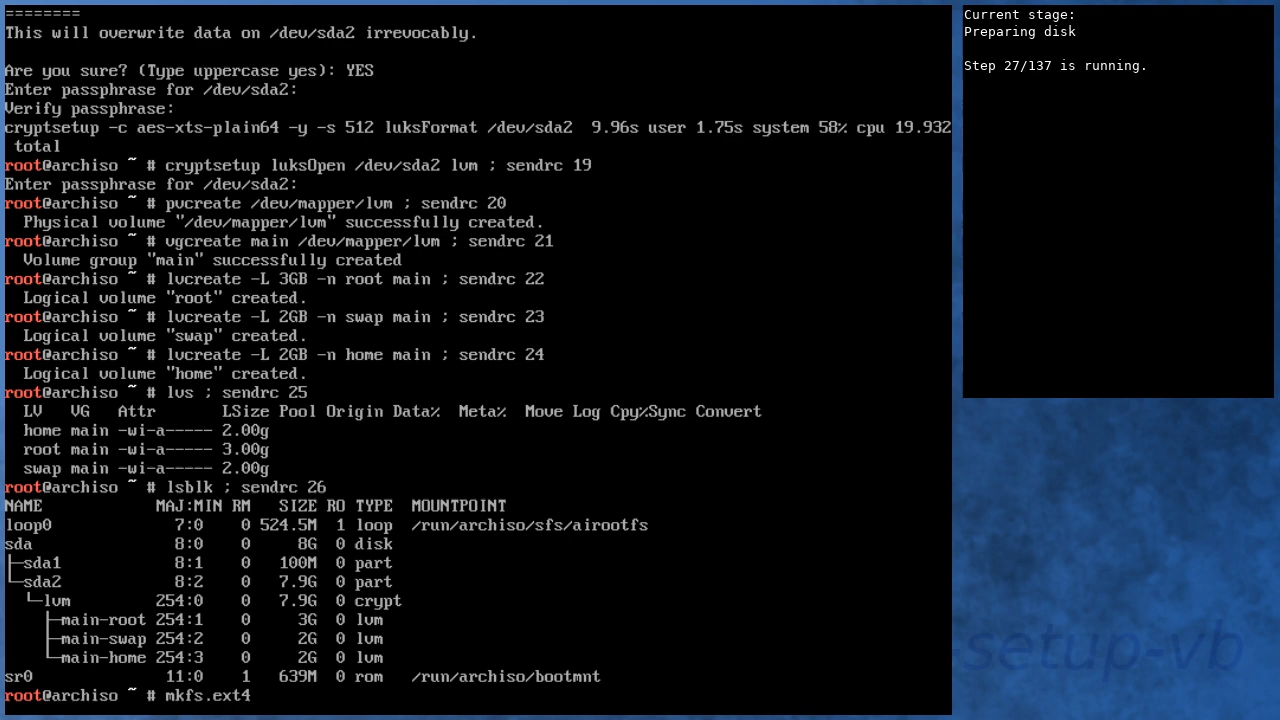 ========
This will overwrite data on /dev/sda2 irrevocably.
Are you sure? (Type uppercase yes): YES
Enter passphrase for /dev/sda2:
Verify passphrase:
cryptsetup -c aes-xts-plain64 -y -s 512 luksFormat /dev/sda2  9.96s user 1.75s system 58% cpu 19.932
 total
root@archiso ~ # cryptsetup luksOpen /dev/sda2 lvm ; sendrc 19
Enter passphrase for /dev/sda2:
root@archiso ~ # pvcreate /dev/mapper/lvm ; sendrc 20
  Physical volume "/dev/mapper/lvm" successfully created.
root@archiso ~ # vgcreate main /dev/mapper/lvm ; sendrc 21
  Volume group "main" successfully created
root@archiso ~ # lvcreate -L 3GB -n root main ; sendrc 22
  Logical volume "root" created.
root@archiso ~ # lvcreate -L 2GB -n swap main ; sendrc 23
  Logical volume "swap" created.
root@archiso ~ # lvcreate -L 2GB -n home main ; sendrc 24
  Logical volume "home" created.
root@archiso ~ # lvs ; sendrc 25
  LV   VG   Attr       LSize Pool Origin Data%  Meta%  Move Log Cpy%Sync Convert
  home main -wi-a----- 2.00g
  root main -wi-a----- 3.00g
  swap main -wi-a----- 2.00g
root@archiso ~ # lsblk ; sendrc 26
NAME            MAJ:MIN RM   SIZE RO TYPE  MOUNTPOINT
loop0             7:0    0 524.5M  1 loop  /run/archiso/sfs/airootfs
sda               8:0    0     8G  0 disk
├─sda1            8:1    0   100M  0 part
└─sda2            8:2    0   7.9G  0 part
  └─lvm         254:0    0   7.9G  0 crypt
    ├─main-root 254:1    0     3G  0 lvm
    ├─main-swap 254:2    0     2G  0 lvm
    └─main-home 254:3    0     2G  0 lvm
sr0              11:0    1   639M  0 rom   /run/archiso/bootmnt
root@archiso ~ # mkfs.ext4
Current stage:
Preparing disk
Step 27/137 is running.
setup-vb